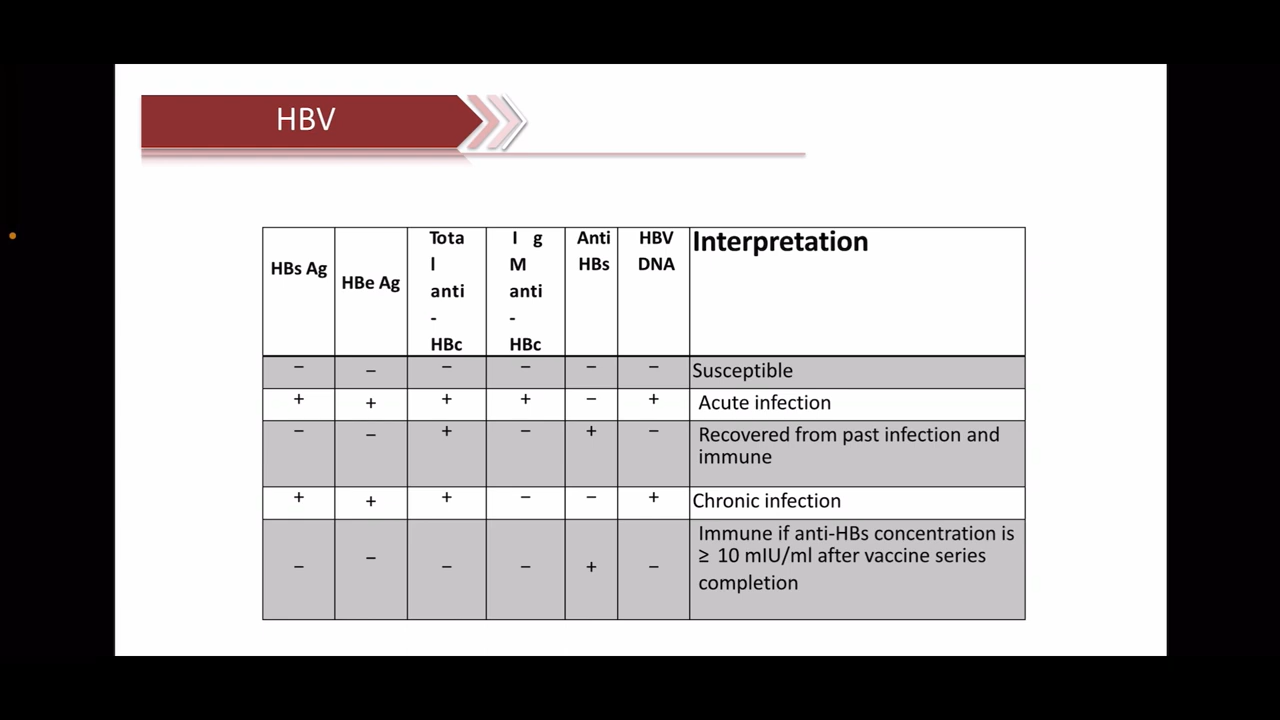 HBV
HBs Ag
HBe Ag
Tota
l
anti
-
HBc
I g
M
anti
-
HBc
Anti
HBs
HBV
DNA
Interpretation
– – – – – – Susceptible
+ + + + – + Acute infection
– – + – + – Recovered from past infection and
immune
+ + + – – + Chronic infection
– – – – + – Immune if anti-HBs concentration is
≥ 10 mIU/ml after vaccine series
completion